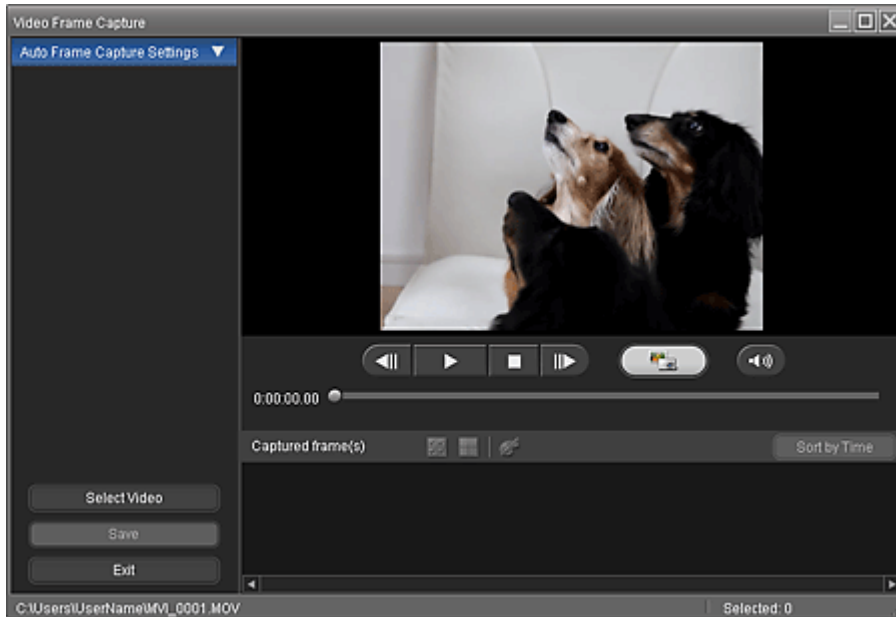 Video Frame Capture
Auto Frame Capture Settings
0:00:00.00
Captured frame(s)
Sort by Time
Select Video
Save
Exit
C:\Users\UserName\MVI_0001.MOV
Selected: 0